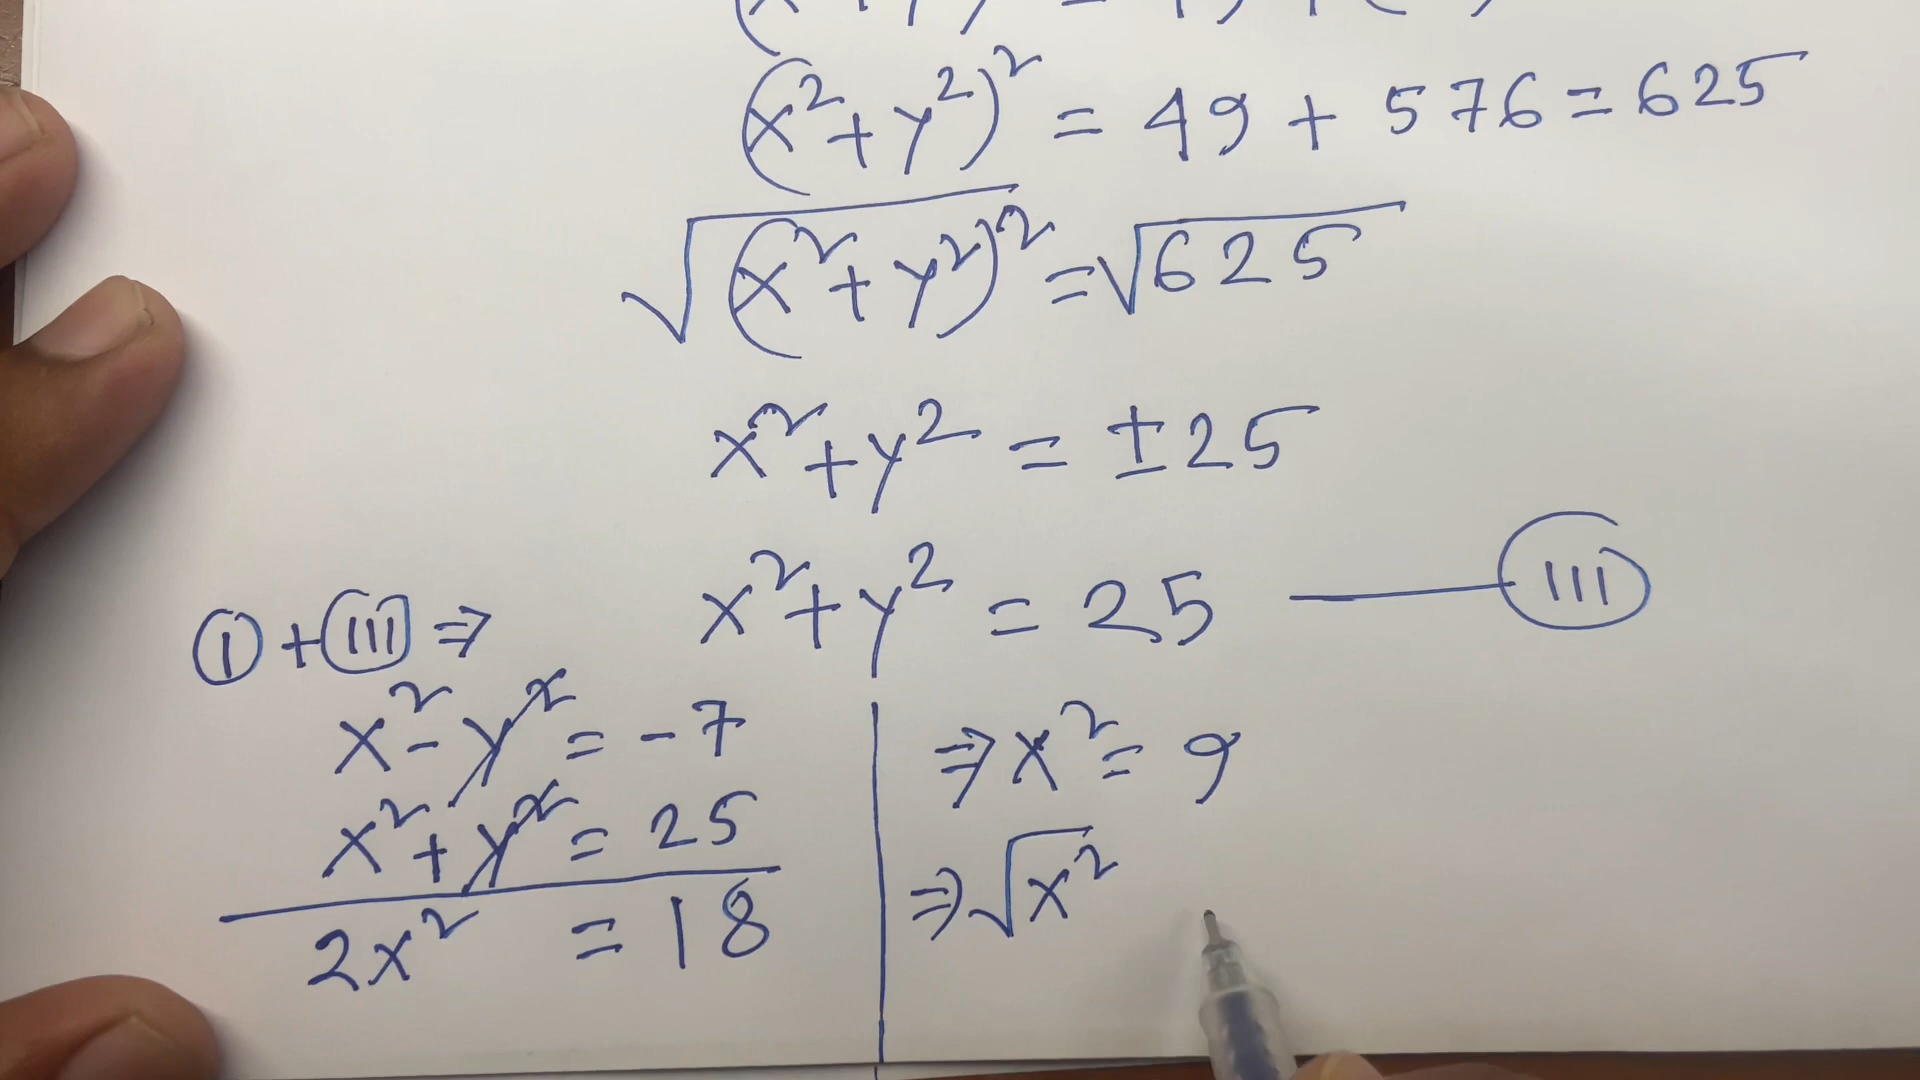 (x²+y²)² = 49 + 576 = 625
√(x²+y²)² = √625
x²+y² = ±25
x²+y² = 25 — III
I + III ⇒
x² - y² = -7
x² + y² = 25
2x² = 18
⇒ x² = 9
⇒ √x²